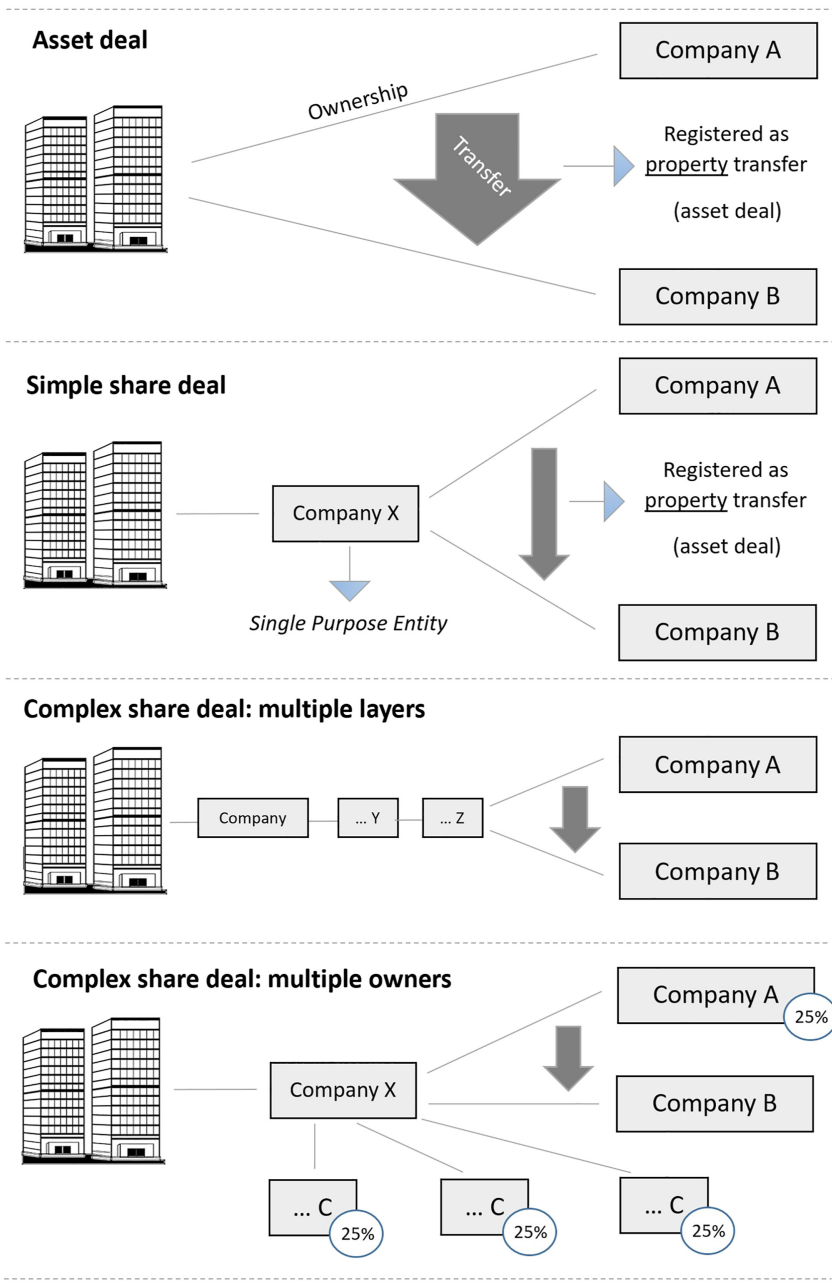 Asset deal
Company A
Ownership
Transfer
Registered as
property transfer
(asset deal)
Company B
Simple share deal
Company A
Company X
Registered as
property transfer
(asset deal)
Single Purpose Entity
Company B
Complex share deal: multiple layers
Company A
Company
... Y
... Z
Company B
Complex share deal: multiple owners
Company A
25%
Company X
Company B
... C
25%
... C
25%
... C
25%